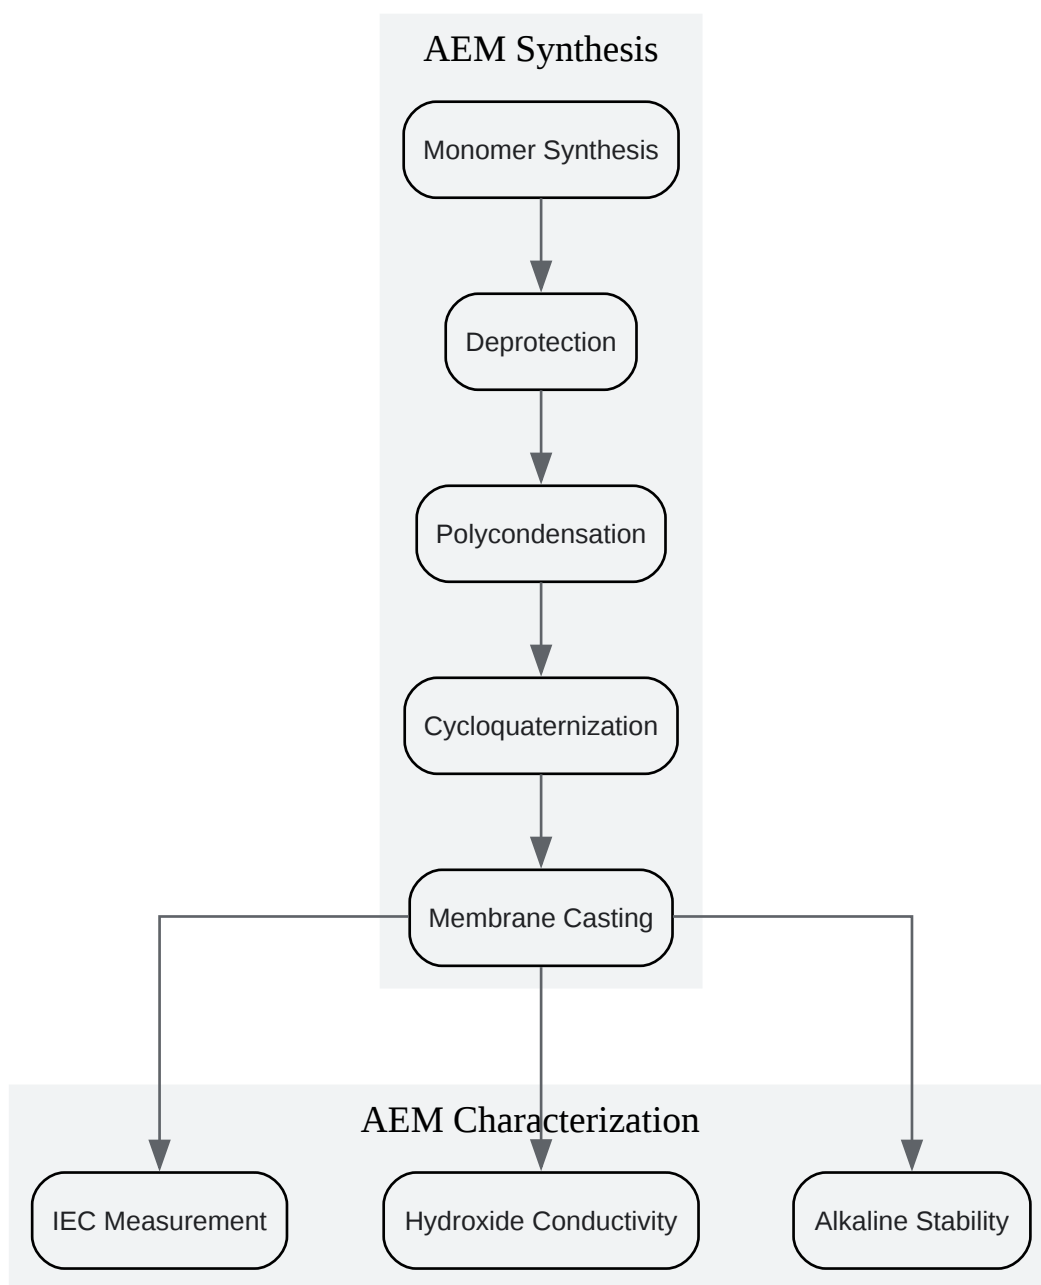 AEM Synthesis
Monomer Synthesis
Deprotection
Polycondensation
Cycloquaternization
Membrane Casting
AEM Characterization
IEC Measurement
Hydroxide Conductivity
Alkaline Stability